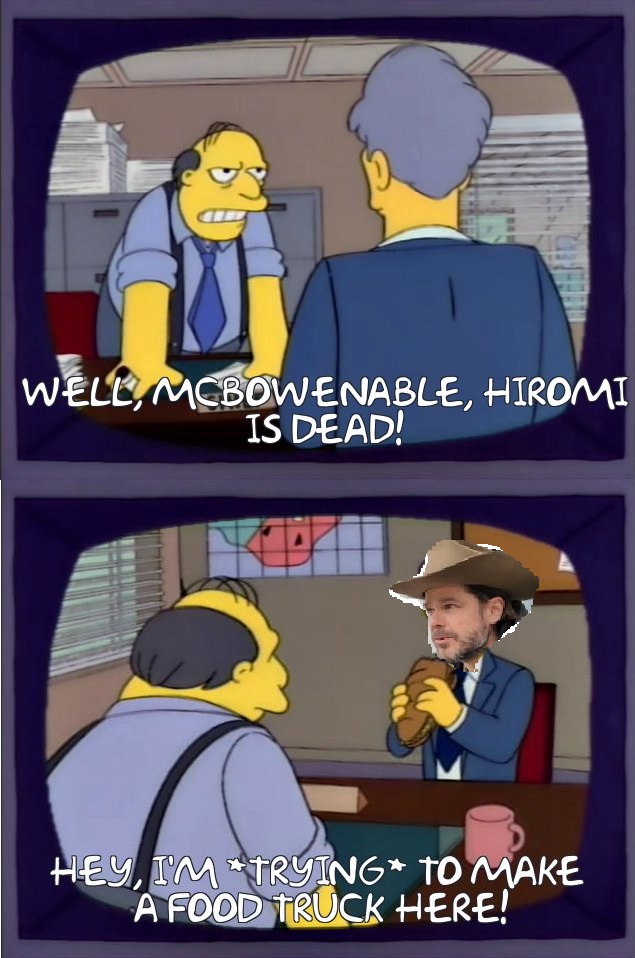 WELL, MCBOWENABLE, HIROMI
IS DEAD!
HEY, I'M *TRYING* TO MAKE
A FOOD TRUCK HERE!